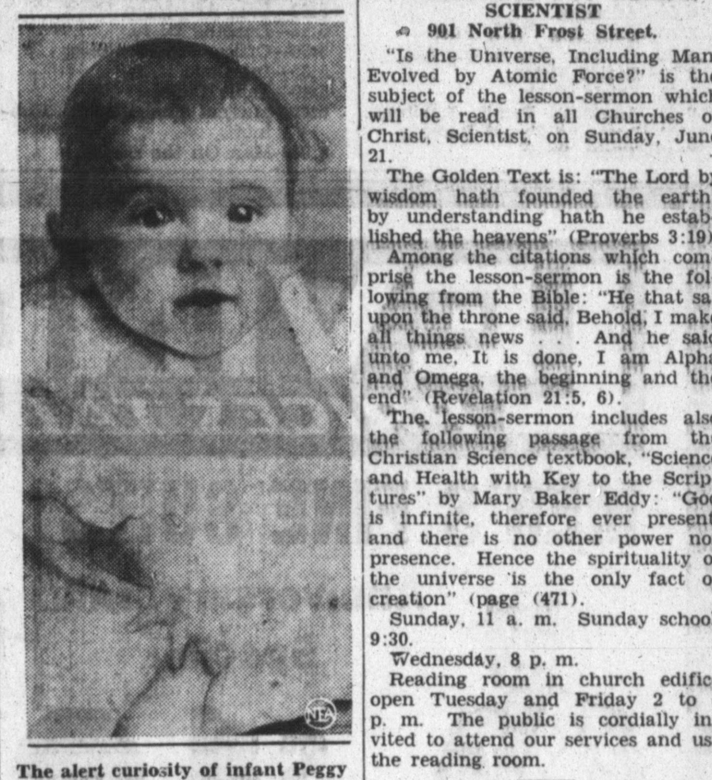 SCIENTIST
901 North Frost Street.
"Is the Universe, Including Man
Evolved by Atomic Force?" is the
subject of the lesson-sermon which
will be read in all Churches o
Christ, Scientist, on Sunday, June
21.
The Golden Text is: "The Lord by
wisdom hath founded the earth
by understanding hath he estab-
lished the heavens" (Proverbs 3:19)
Among the citations which com
prise the lesson-sermon is the fol
lowing from the Bible: "He that sa
upon the throne said, Behold, I make
all things news . . . And he said
unto me, It is done, I am Alpha
and Omega, the beginning and the
end" (Revelation 21:5, 6).
The lesson-sermon includes also
the following passage from the
Christian Science textbook, "Science
and Health with Key to the Scrip
tures" by Mary Baker Eddy: "God
is infinite, therefore ever present
and there is no other power no
presence. Hence the spirituality o
the universe is the only fact o
creation" (page (471).
Sunday, 11 a. m. Sunday school
9:30.
Wednesday, 8 p. m.
Reading room in church edific
open Tuesday and Friday 2 to
p. m. The public is cordially in
vited to attend our services and us
the reading room.
NEA
The alert curiosity of infant Peggy